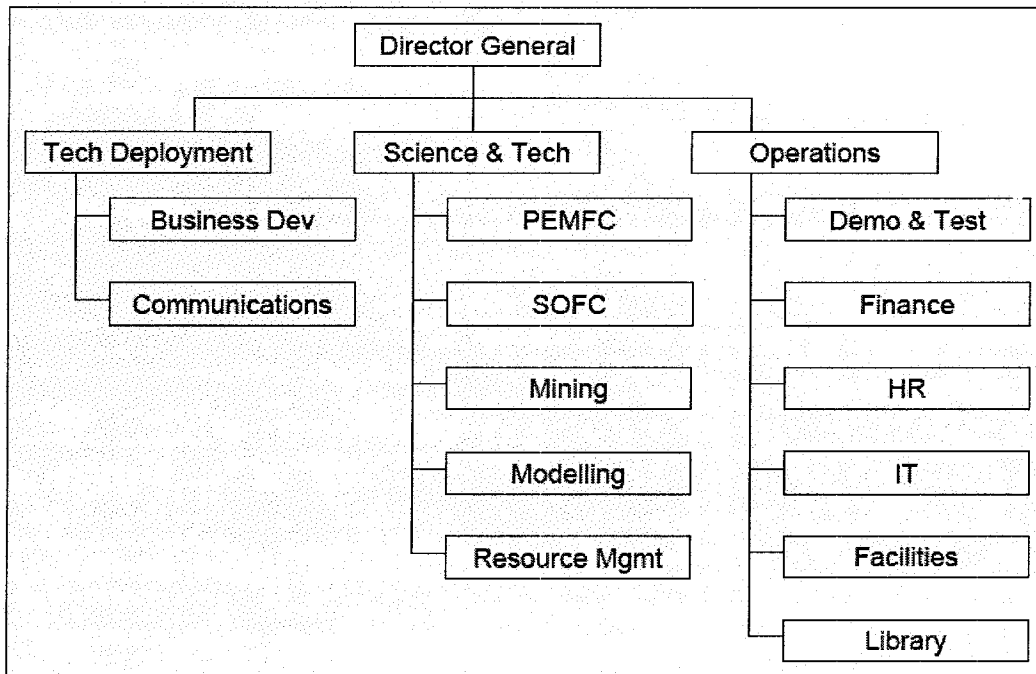 Director General
Tech Deployment
Science & Tech
Operations
Business Dev
Communications
PEMFC
SOFC
Mining
Modelling
Resource Mgmt
Demo & Test
Finance
HR
IT
Facilities
Library